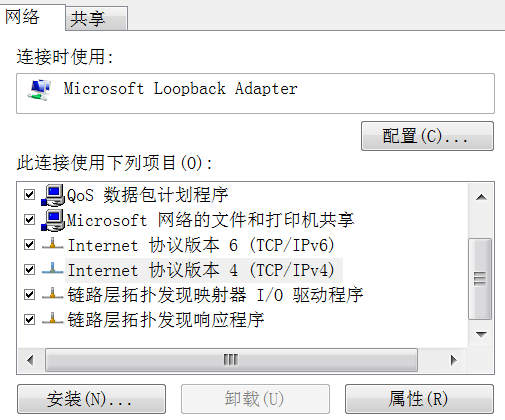 网络 共享
连接时使用:
Microsoft Loopback Adapter
配置(C)...
此连接使用下列项目(O):
QoS 数据包计划程序
Microsoft 网络的文件和打印机共享
Internet 协议版本 6 (TCP/IPv6)
Internet 协议版本 4 (TCP/IPv4)
链路层拓扑发现映射器 I/O 驱动程序
链路层拓扑发现响应程序
安装(N)... 卸载(U) 属性(R)